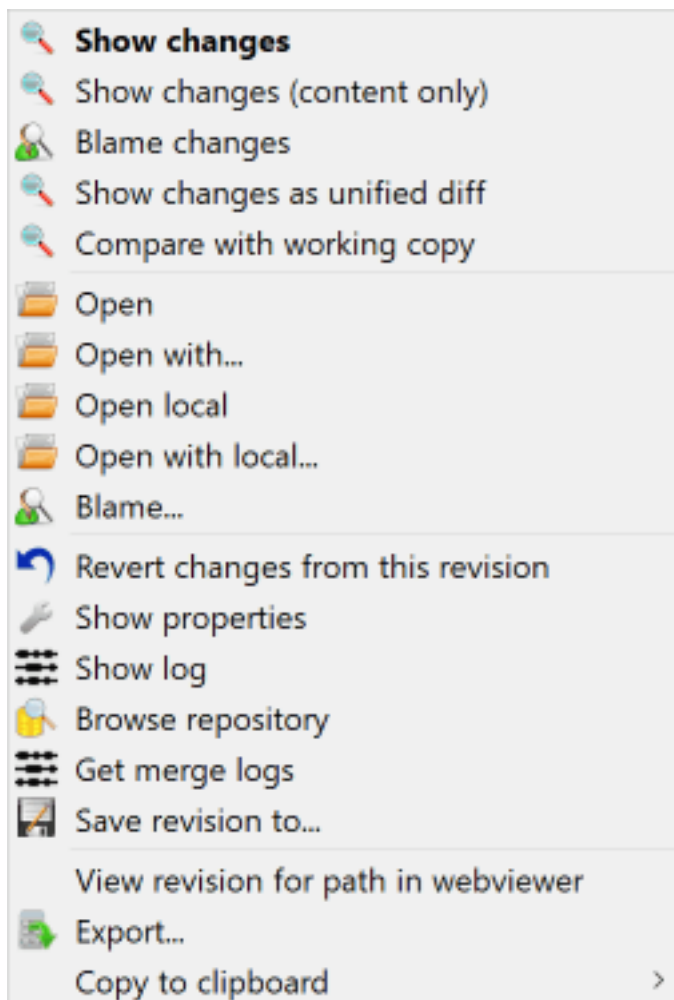 Show changes
Show changes (content only)
Blame changes
Show changes as unified diff
Compare with working copy
Open
Open with...
Open local
Open with local...
Blame...
Revert changes from this revision
Show properties
Show log
Browse repository
Get merge logs
Save revision to...
View revision for path in webviewer
Export...
Copy to clipboard